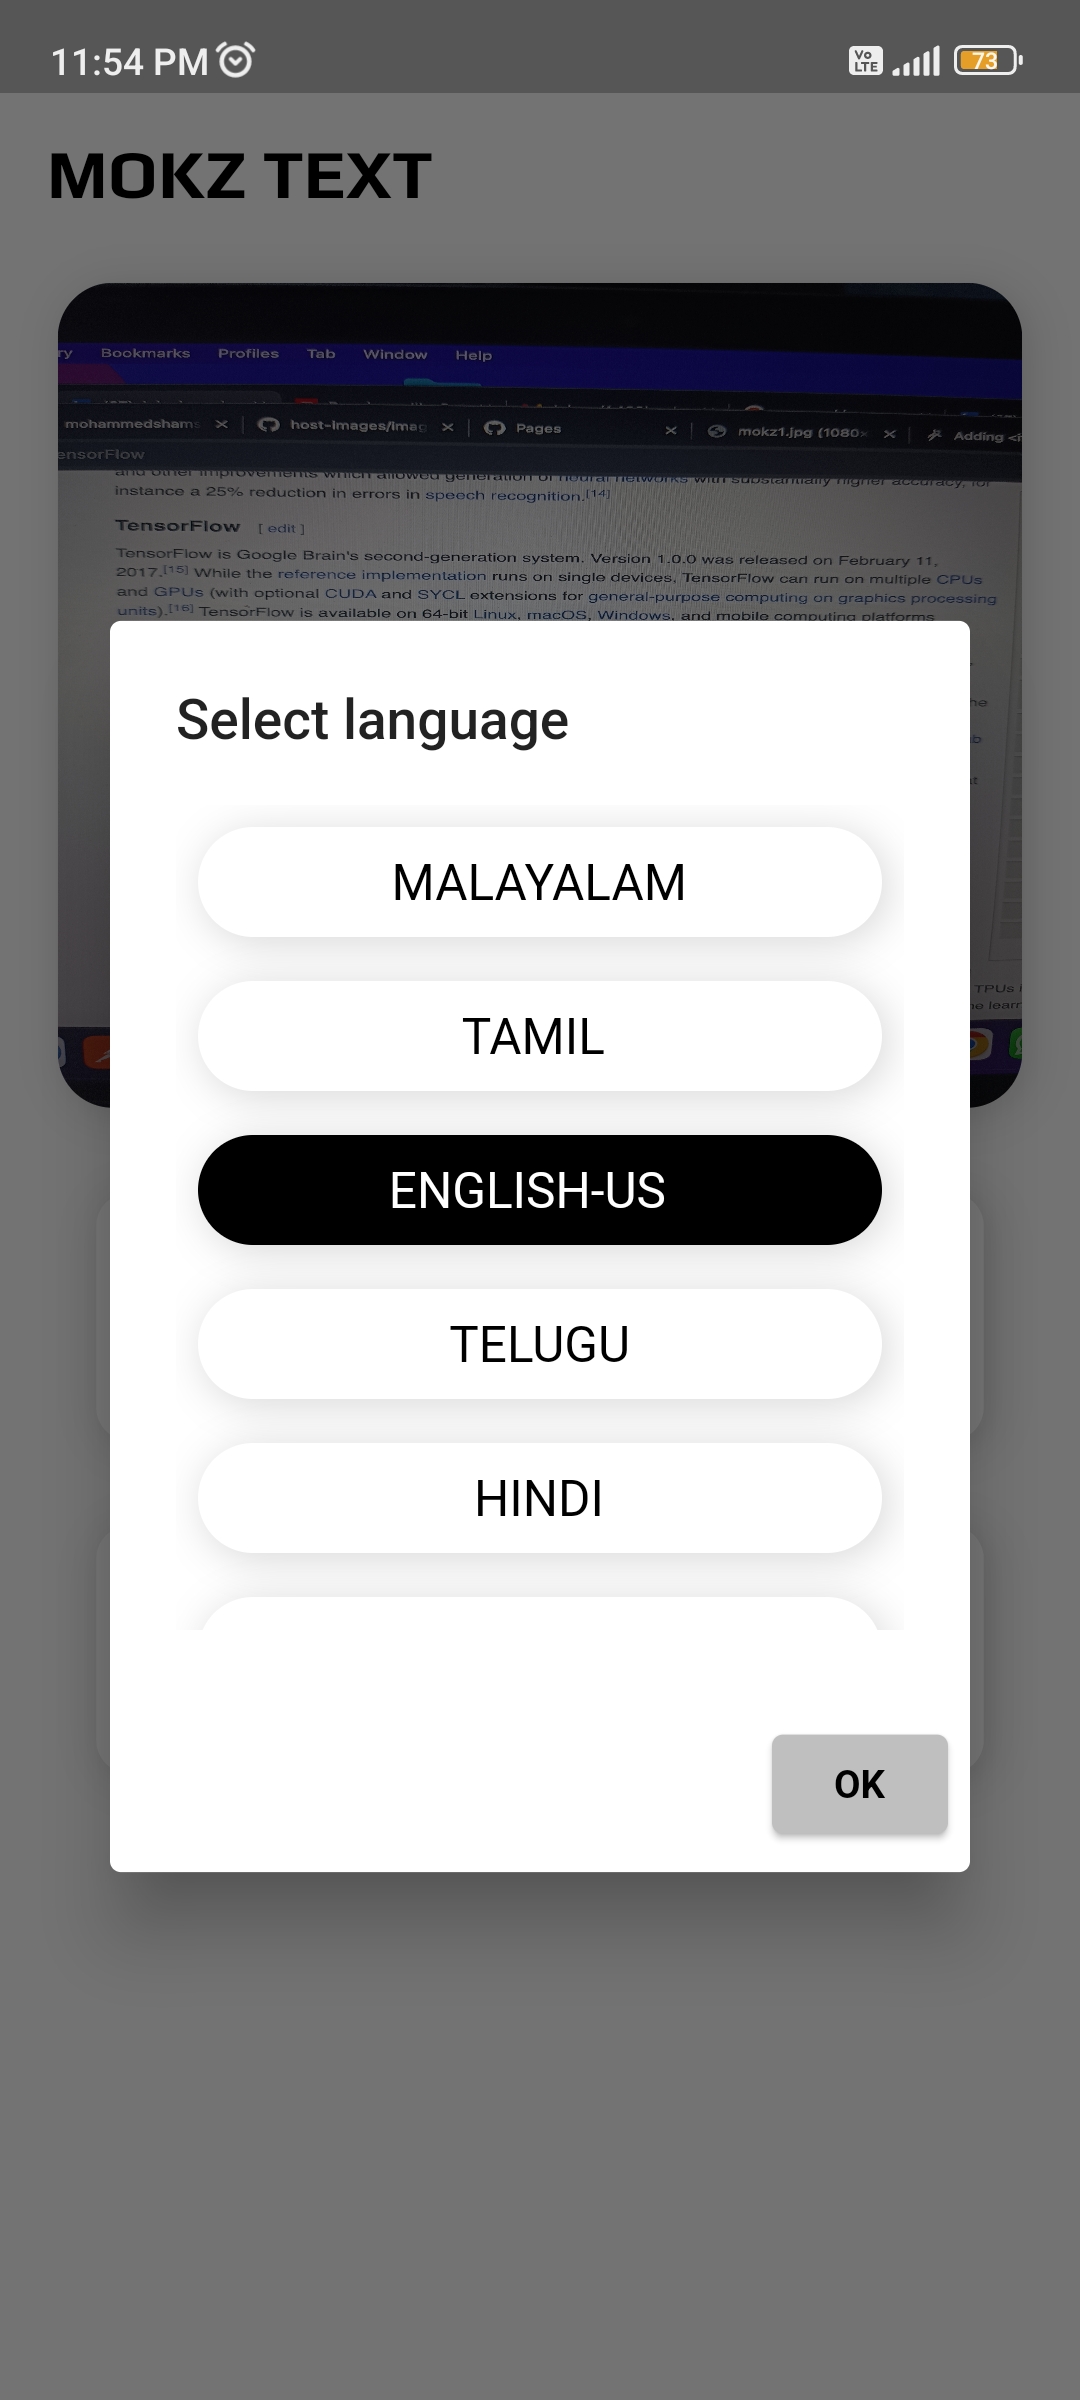 11:54 PM
Vo LTE
73
MOKZ TEXT
Bookmarks Profiles Tab Window Help
mohammedshams
host-images/imag
Pages
mokz1.jpg (1080×
Adding <i
ensorFlow
and other improvements which allowed generation of neural networks with substantially higher accuracy, for
instance a 25% reduction in errors in speech recognition.[14]
TensorFlow [ edit ]
TensorFlow is Google Brain's second-generation system. Version 1.0.0 was released on February 11,
2017.[15] While the reference implementation runs on single devices, TensorFlow can run on multiple CPUs
and GPUs (with optional CUDA and SYCL extensions for general-purpose computing on graphics processing
units).[16] TensorFlow is available on 64-bit Linux, macOS, Windows, and mobile computing platforms
Select language
MALAYALAM
TAMIL
ENGLISH-US
TELUGU
HINDI
TPUs
OK